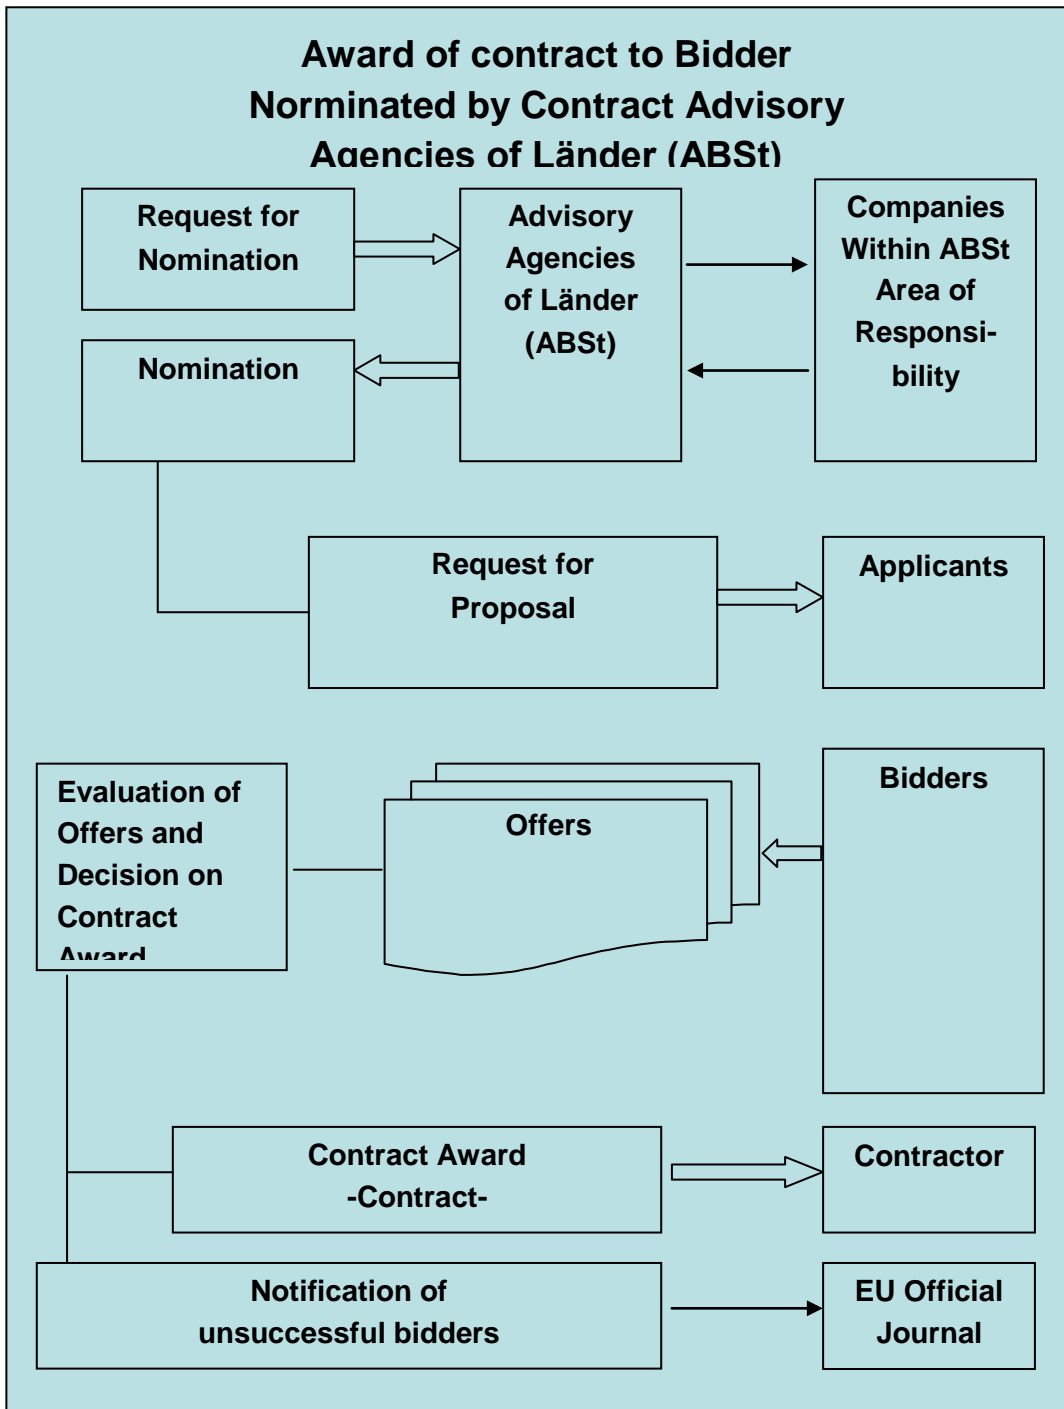 Award of contract to Bidder
Norminated by Contract Advisory
Agencies of Länder (ABSt)
Request for
Nomination
Advisory
Agencies
of Länder
(ABSt)
Companies
Within ABSt
Area of
Responsi-
bility
Nomination
Request for
Proposal
Applicants
Evaluation of
Offers and
Decision on
Contract
Award
Offers
Bidders
Contract Award
-Contract-
Contractor
Notification of
unsuccessful bidders
EU Official
Journal